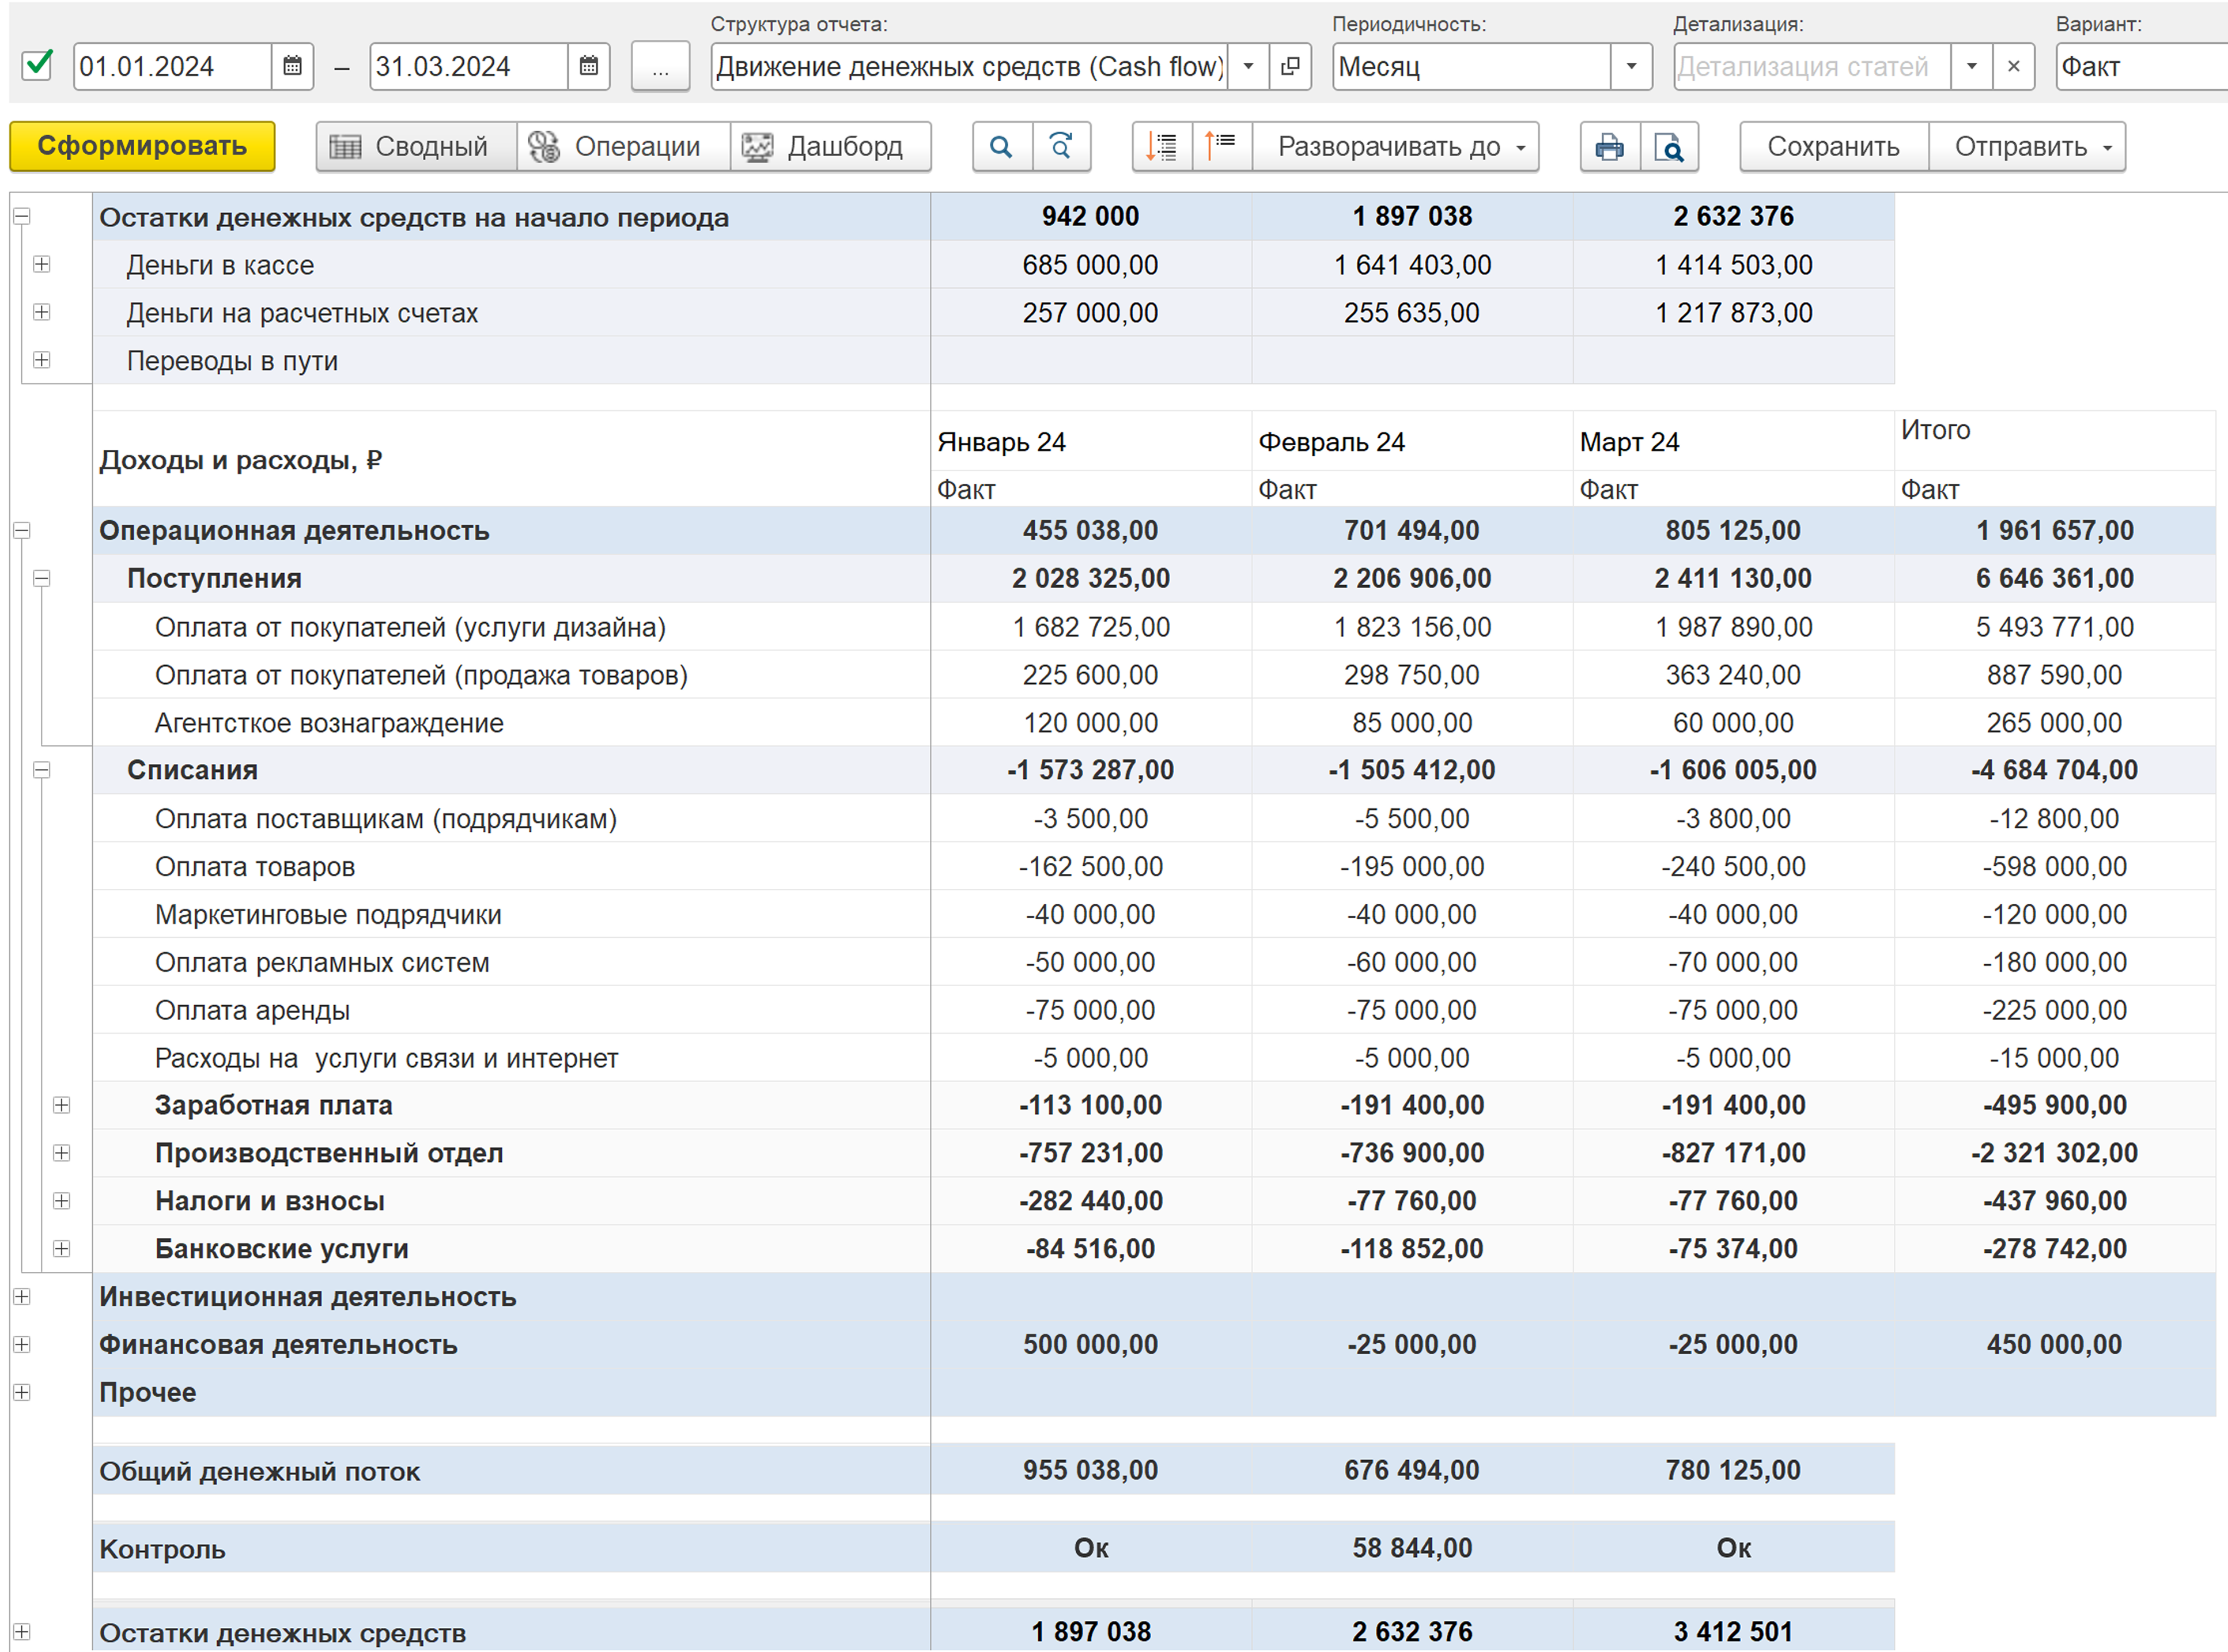 Структура отчета: Периодичность: Детализация: Вариант:
01.01.2024 – 31.03.2024 ... Движение денежных средств (Cash flow) Месяц Детализация статей × Факт
Сформировать Сводный Операции Дашборд Разворачивать до Сохранить Отправить
Остатки денежных средств на начало периода 942 000 1 897 038 2 632 376
Деньги в кассе 685 000,00 1 641 403,00 1 414 503,00
Деньги на расчетных счетах 257 000,00 255 635,00 1 217 873,00
Переводы в пути
Доходы и расходы, ₽ Январь 24 Февраль 24 Март 24 Итого
Факт Факт Факт Факт
Операционная деятельность 455 038,00 701 494,00 805 125,00 1 961 657,00
Поступления 2 028 325,00 2 206 906,00 2 411 130,00 6 646 361,00
Оплата от покупателей (услуги дизайна) 1 682 725,00 1 823 156,00 1 987 890,00 5 493 771,00
Оплата от покупателей (продажа товаров) 225 600,00 298 750,00 363 240,00 887 590,00
Агентсткое вознаграждение 120 000,00 85 000,00 60 000,00 265 000,00
Списания -1 573 287,00 -1 505 412,00 -1 606 005,00 -4 684 704,00
Оплата поставщикам (подрядчикам) -3 500,00 -5 500,00 -3 800,00 -12 800,00
Оплата товаров -162 500,00 -195 000,00 -240 500,00 -598 000,00
Маркетинговые подрядчики -40 000,00 -40 000,00 -40 000,00 -120 000,00
Оплата рекламных систем -50 000,00 -60 000,00 -70 000,00 -180 000,00
Оплата аренды -75 000,00 -75 000,00 -75 000,00 -225 000,00
Расходы на  услуги связи и интернет -5 000,00 -5 000,00 -5 000,00 -15 000,00
Заработная плата -113 100,00 -191 400,00 -191 400,00 -495 900,00
Производственный отдел -757 231,00 -736 900,00 -827 171,00 -2 321 302,00
Налоги и взносы -282 440,00 -77 760,00 -77 760,00 -437 960,00
Банковские услуги -84 516,00 -118 852,00 -75 374,00 -278 742,00
Инвестиционная деятельность
Финансовая деятельность 500 000,00 -25 000,00 -25 000,00 450 000,00
Прочее
Общий денежный поток 955 038,00 676 494,00 780 125,00
Контроль Ок 58 844,00 Ок
Остатки денежных средств 1 897 038 2 632 376 3 412 501